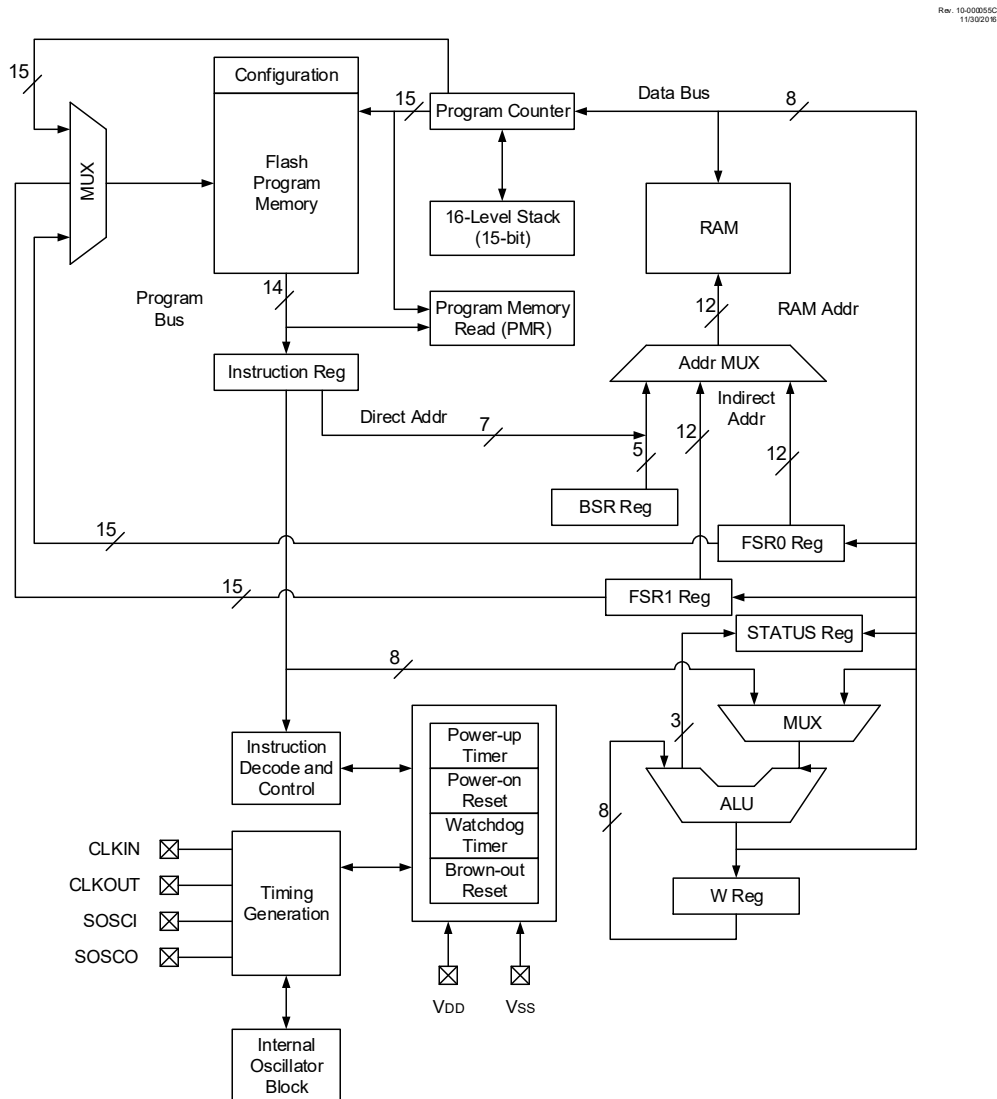 Rev. 10-000055C
11/30/2016
15
Configuration
15
Program Counter
Data Bus
8
MUX
Flash
Program
Memory
16-Level Stack
(15-bit)
RAM
14
Program
Bus
Program Memory
Read (PMR)
12
RAM Addr
Instruction Reg
Addr MUX
Direct Addr
7
Indirect
Addr
5
12
12
BSR Reg
15
FSR0 Reg
15
FSR1 Reg
STATUS Reg
8
3
MUX
Instruction
Decode and
Control
Power-up
Timer
Power-on
Reset
Watchdog
Timer
Brown-out
Reset
8
ALU
W Reg
CLKIN
CLKOUT
SOSCI
SOSCO
Timing
Generation
VDD
VSS
Internal
Oscillator
Block